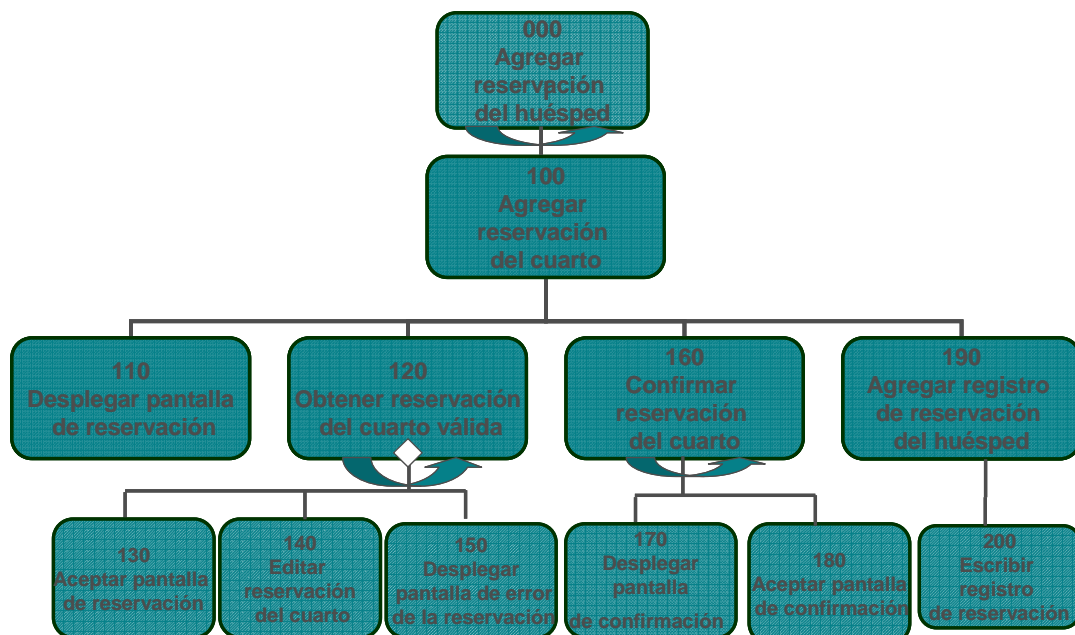 000
Agregar
reservación
del huésped
100
Agregar
reservación
del cuarto
110
Desplegar pantalla
de reservación
120
Obtener reservación
del cuarto válida
160
Confirmar
reservación
del cuarto
190
Agregar registro
de reservación
del huésped
130
Aceptar pantalla
de reservación
140
Editar
reservación
del cuarto
150
Desplegar
pantalla de error
de la reservación
170
Desplegar
pantalla
de confirmación
180
Aceptar pantalla
de confirmación
200
Escribir
registro
de reservación